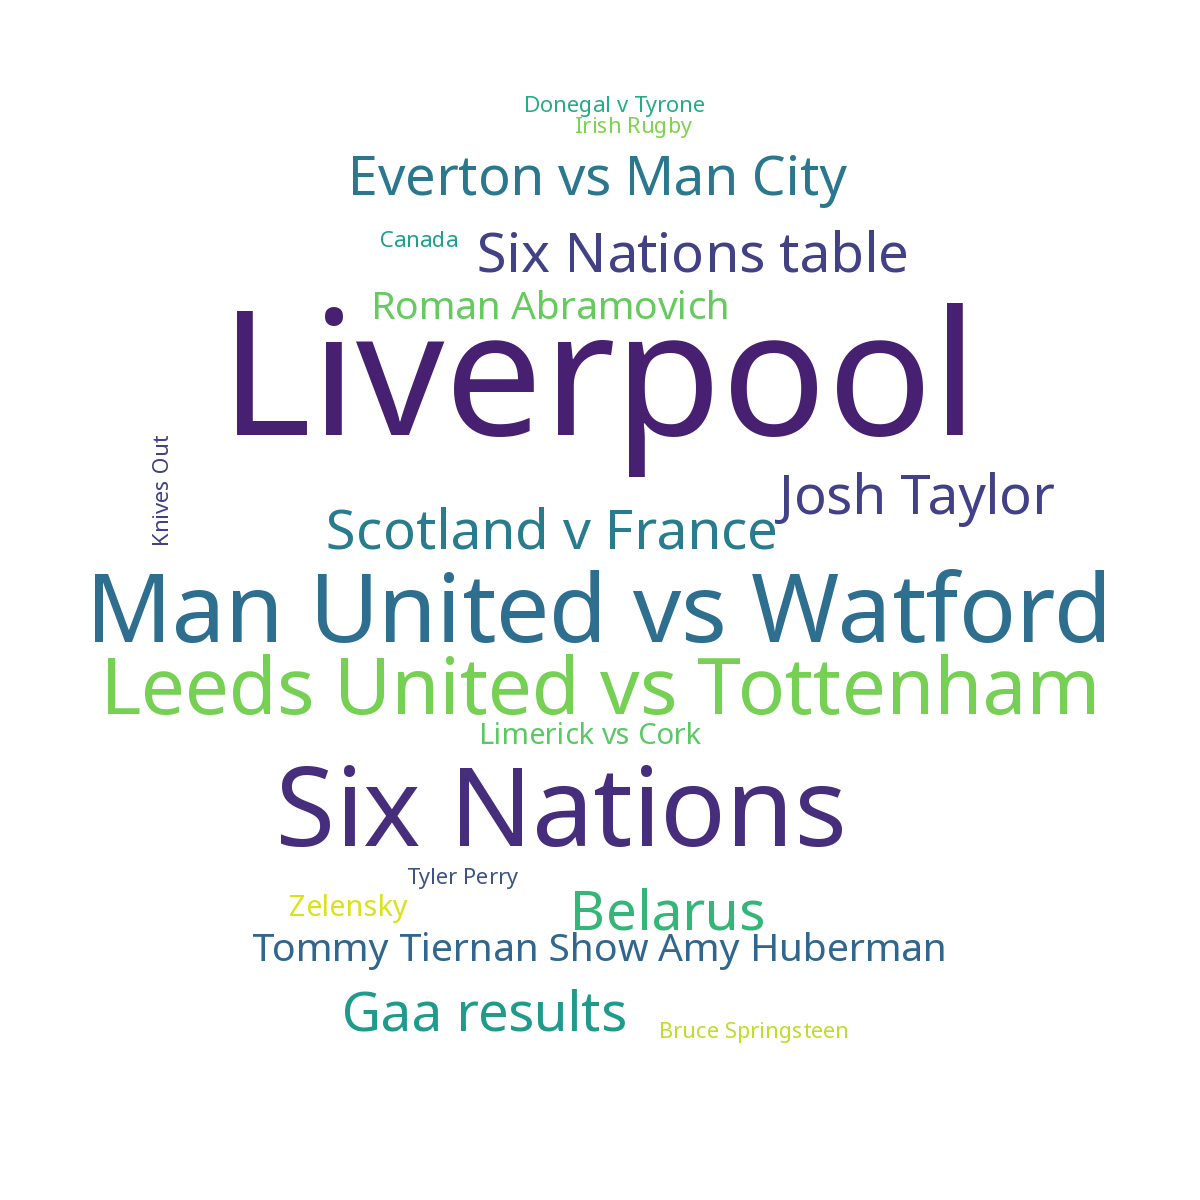 Donegal v Tyrone
Irish Rugby
Everton vs Man City
Canada
Six Nations table
Roman Abramovich
Liverpool
Knives Out
Josh Taylor
Scotland v France
Man United vs Watford
Leeds United vs Tottenham
Limerick vs Cork
Six Nations
Tyler Perry
Zelensky
Belarus
Tommy Tiernan Show Amy Huberman
Gaa results
Bruce Springsteen